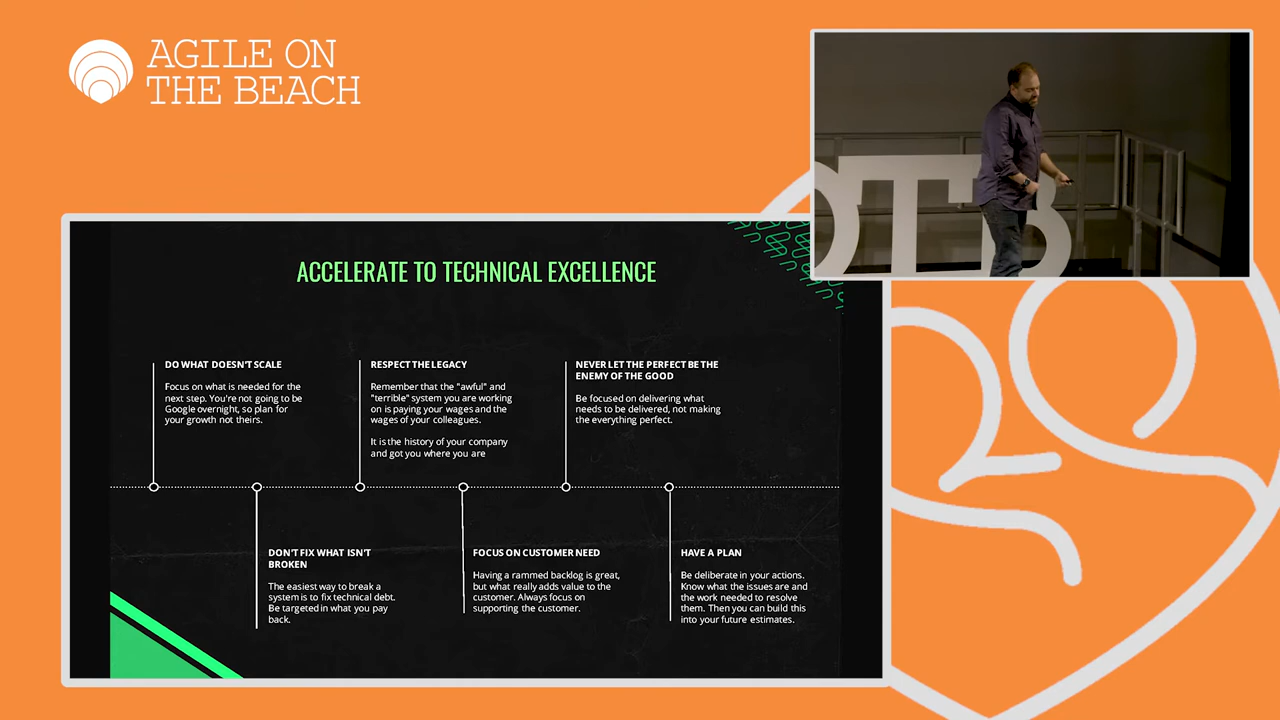 AGILE ON
THE BEACH
OTB
ACCELERATE TO TECHNICAL EXCELLENCE
DO WHAT DOESN'T SCALE
Focus on what is needed for the
next step. You're not going to be
Google overnight, so plan for
your growth not theirs.
RESPECT THE LEGACY
Remember that the "awful" and
"terrible" system you are working
on is paying your wages and the
wages of your colleagues.
It is the history of your company
and got you where you are
NEVER LET THE PERFECT BE THE
ENEMY OF THE GOOD
Be focused on delivering what
needs to be delivered, not making
the everything perfect.
DON'T FIX WHAT ISN'T
BROKEN
The easiest way to break a
system is to fix technical debt.
Be targeted in what you pay
back.
FOCUS ON CUSTOMER NEED
Having a rammed backlog is great,
but what really adds value to the
customer. Always focus on
supporting the customer.
HAVE A PLAN
Be deliberate in your actions.
Know what the issues are and
the work needed to resolve
them. Then you can build this
into your future estimates.